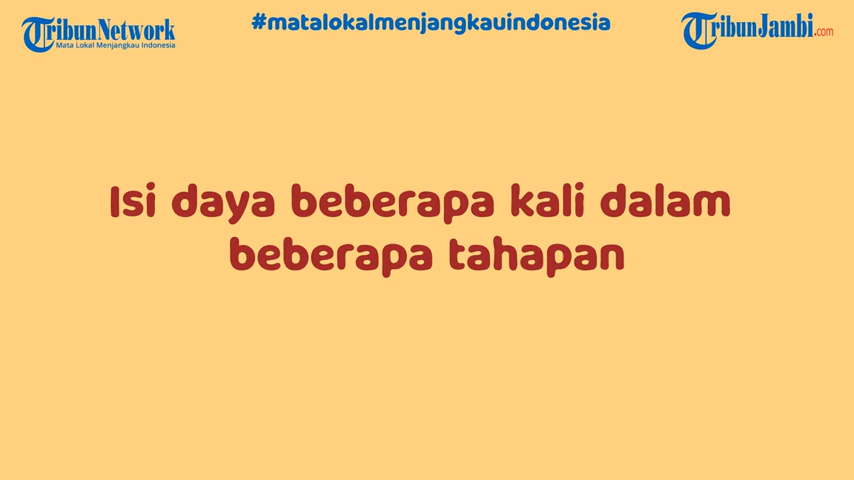 TribunNetwork
Mata Lokal Menjangkau Indonesia
#matalokalmenjangkauindonesia
TribunJambi.com
Isi daya beberapa kali dalam
beberapa tahapan